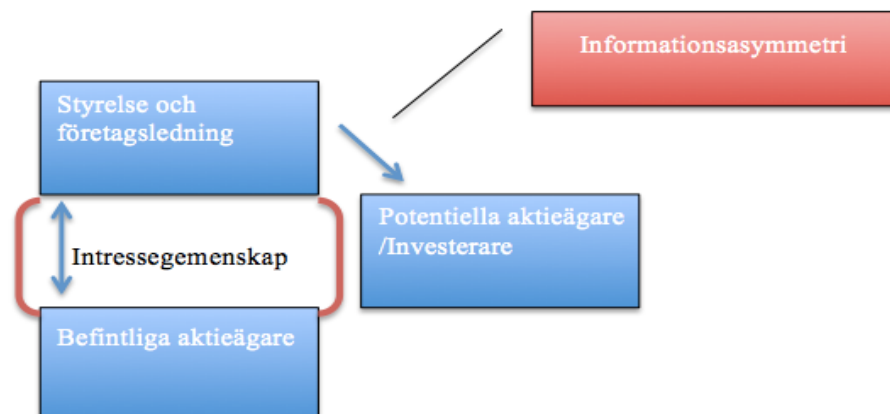 Informationsasymmetri
Styrelse och
företagsledning
Potentiella aktieägare
/Investerare
Intressegemenskap
Befintliga aktieägare